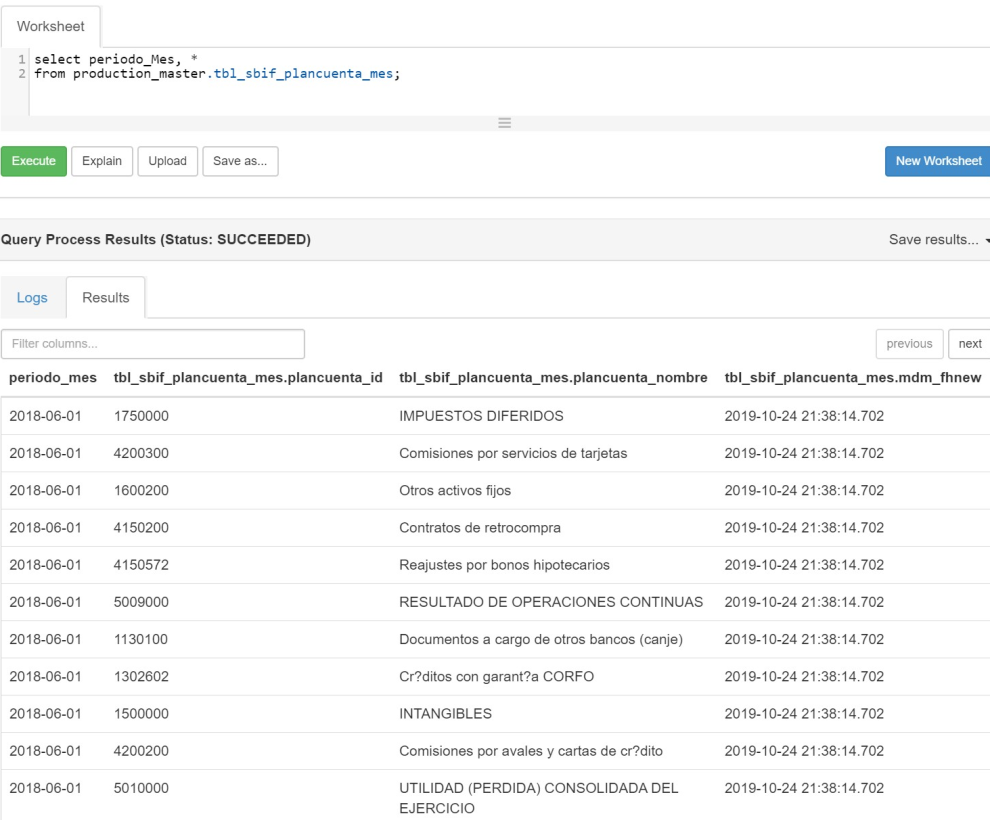 Worksheet
1 select periodo_Mes, *
2 from production_master.tbl_sbif_plancuenta_mes;
Execute Explain Upload Save as... New Worksheet
Query Process Results (Status: SUCCEEDED) Save results...
Logs Results
Filter columns... previous next
periodo_mes tbl_sbif_plancuenta_mes.plancuenta_id tbl_sbif_plancuenta_mes.plancuenta_nombre tbl_sbif_plancuenta_mes.mdm_fhnew
2018-06-01 1750000 IMPUESTOS DIFERIDOS 2019-10-24 21:38:14.702
2018-06-01 4200300 Comisiones por servicios de tarjetas 2019-10-24 21:38:14.702
2018-06-01 1600200 Otros activos fijos 2019-10-24 21:38:14.702
2018-06-01 4150200 Contratos de retrocompra 2019-10-24 21:38:14.702
2018-06-01 4150572 Reajustes por bonos hipotecarios 2019-10-24 21:38:14.702
2018-06-01 5009000 RESULTADO DE OPERACIONES CONTINUAS 2019-10-24 21:38:14.702
2018-06-01 1130100 Documentos a cargo de otros bancos (canje) 2019-10-24 21:38:14.702
2018-06-01 1302602 Cr?ditos con garant?a CORFO 2019-10-24 21:38:14.702
2018-06-01 1500000 INTANGIBLES 2019-10-24 21:38:14.702
2018-06-01 4200200 Comisiones por avales y cartas de cr?dito 2019-10-24 21:38:14.702
2018-06-01 5010000 UTILIDAD (PERDIDA) CONSOLIDADA DEL 2019-10-24 21:38:14.702
EJERCICIO